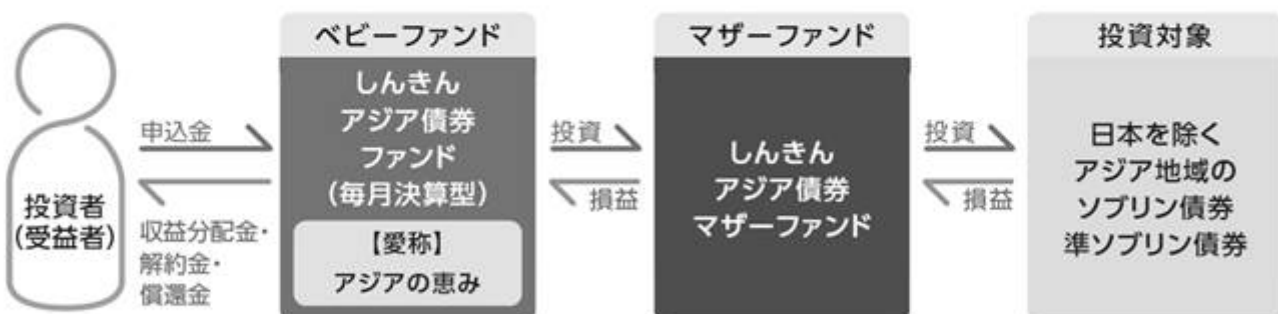 投資者
(受益者)
申込金
収益分配金・
解約金・
償還金
ベビーファンド
しんきん
アジア債券
ファンド
(毎月決算型)
【愛称】
アジアの恵み
投資
損益
マザーファンド
しんきん
アジア債券
マザーファンド
投資
損益
投資対象
日本を除く
アジア地域の
ソブリン債券
準ソブリン債券